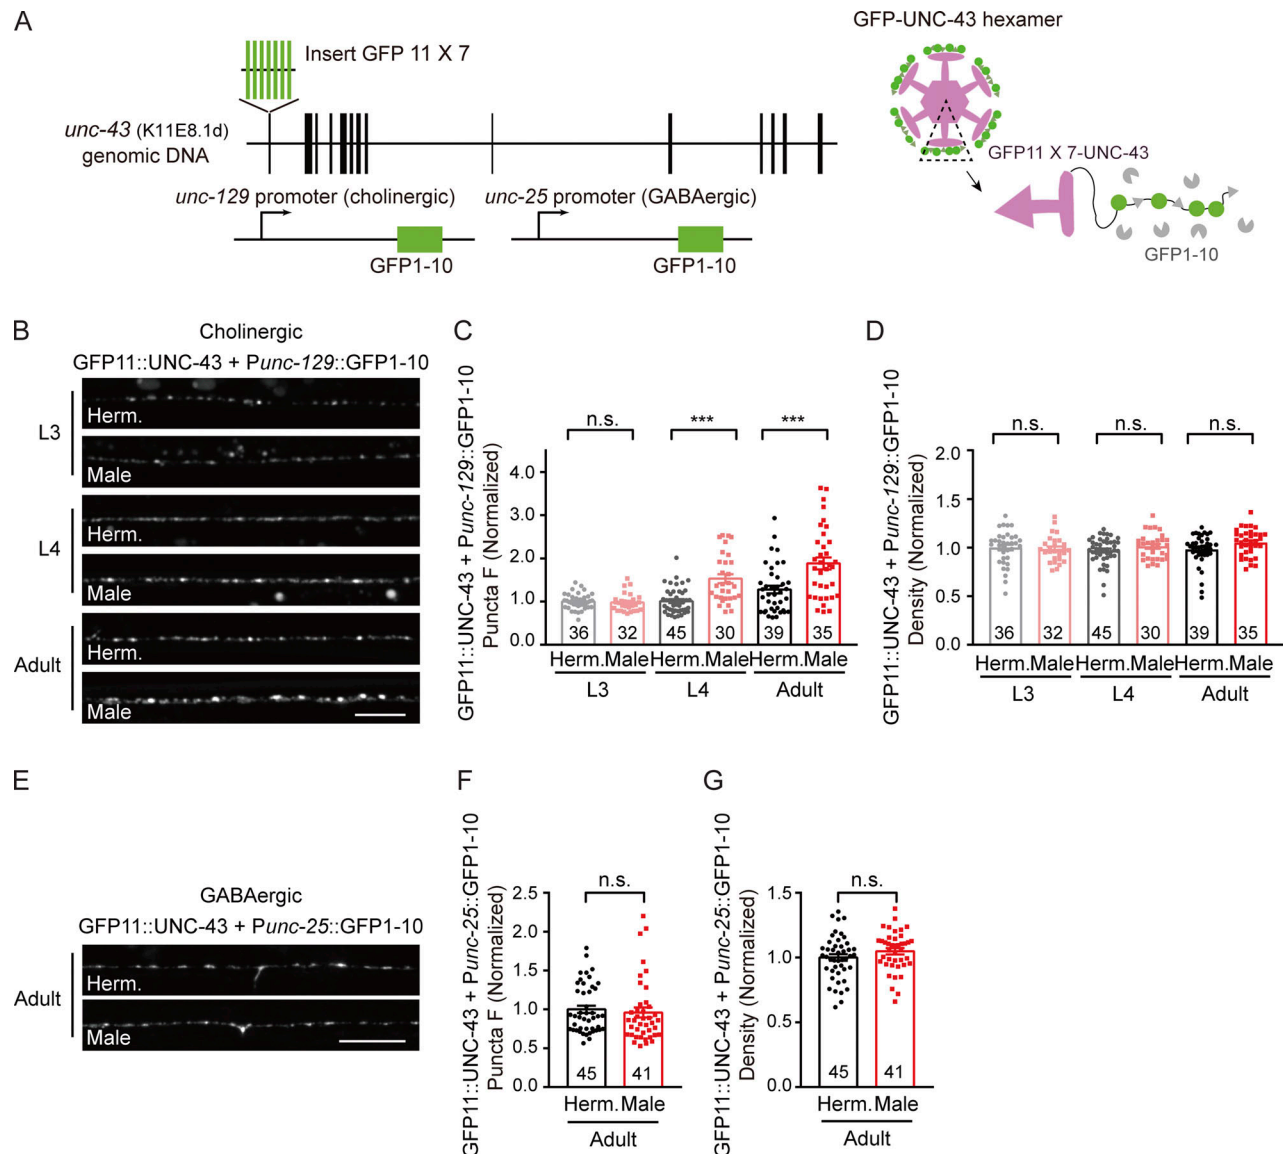 A
Insert GFP 11 X 7
unc-43 (K11E8.1d)
genomic DNA
unc-129 promoter (cholinergic)
GFP1-10
unc-25 promoter (GABAergic)
GFP1-10
GFP-UNC-43 hexamer
GFP11 X 7-UNC-43
GFP1-10
B
Cholinergic
GFP11::UNC-43 + Punc-129::GFP1-10
L3
Herm.
Male
L4
Herm.
Male
Adult
Herm.
Male
C
GFP11::UNC-43 + Punc-129::GFP1-10
Puncta F (Normalized)
4.0
3.0
2.0
1.0
0.0
n.s.
***
***
36
32
45
30
39
35
Herm. Male Herm. Male Herm. Male
L3
L4
Adult
D
GFP11::UNC-43 + Punc-129::GFP1-10
Density (Normalized)
2.0
1.5
1.0
0.5
0.0
n.s.
n.s.
n.s.
36
32
45
30
39
35
Herm. Male Herm. Male Herm. Male
L3
L4
Adult
E
GABAergic
GFP11::UNC-43 + Punc-25::GFP1-10
Adult
Herm.
Male
F
GFP11::UNC-43 + Punc-25::GFP1-10
Puncta F (Normalized)
2.5
2.0
1.5
1.0
0.5
0.0
n.s.
45
41
Herm. Male
Adult
G
GFP11::UNC-43 + Punc-25::GFP1-10
Density (Normalized)
1.5
1.0
0.5
0.0
n.s.
45
41
Herm. Male
Adult